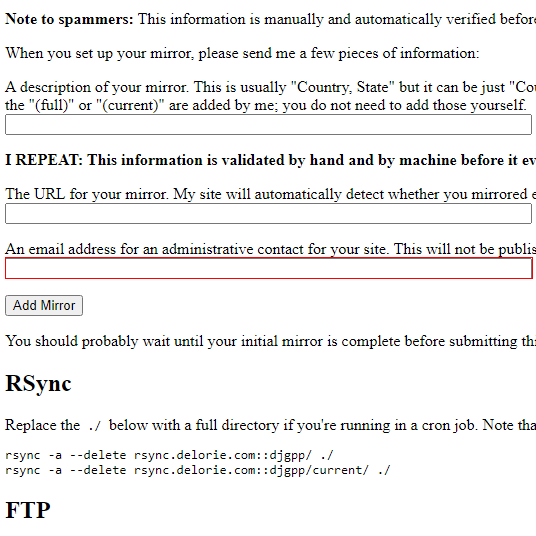 Note to spammers: This information is manually and automatically verified before
When you set up your mirror, please send me a few pieces of information:
A description of your mirror. This is usually "Country, State" but it can be just
the "(full)" or "(current)" are added by me; you do not need to add those yourself.
I REPEAT: This information is validated by hand and by machine before it
The URL for your mirror. My site will automatically detect whether you mirrored
An email address for an administrative contact for your site. This will not be
Add Mirror
You should probably wait until your initial mirror is complete before submitting
RSync
Replace the ./ below with a full directory if you're running in a cron job. Note
rsync -a --delete rsync.delorie.com::djgpp/ ./
rsync -a --delete rsync.delorie.com::djgpp/current/ ./
FTP